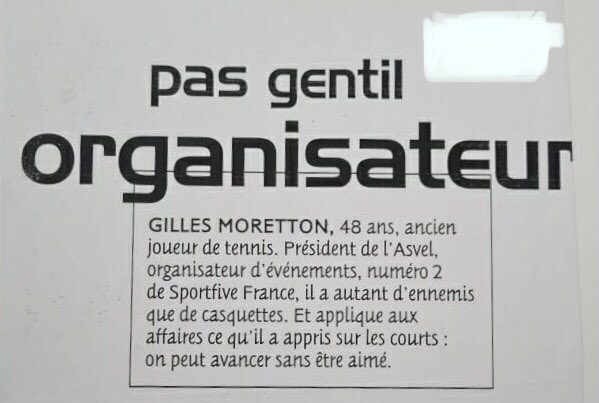 pas gentil
organisateur
GILLES MORETTON, 48 ans, ancien
joueur de tennis. Président de l'Asvel,
organisateur d'événements, numéro 2
de Sportfive France, il a autant d'ennemis
que de casquettes. Et applique aux
affaires ce qu'il a appris sur les courts :
on peut avancer sans être aimé.